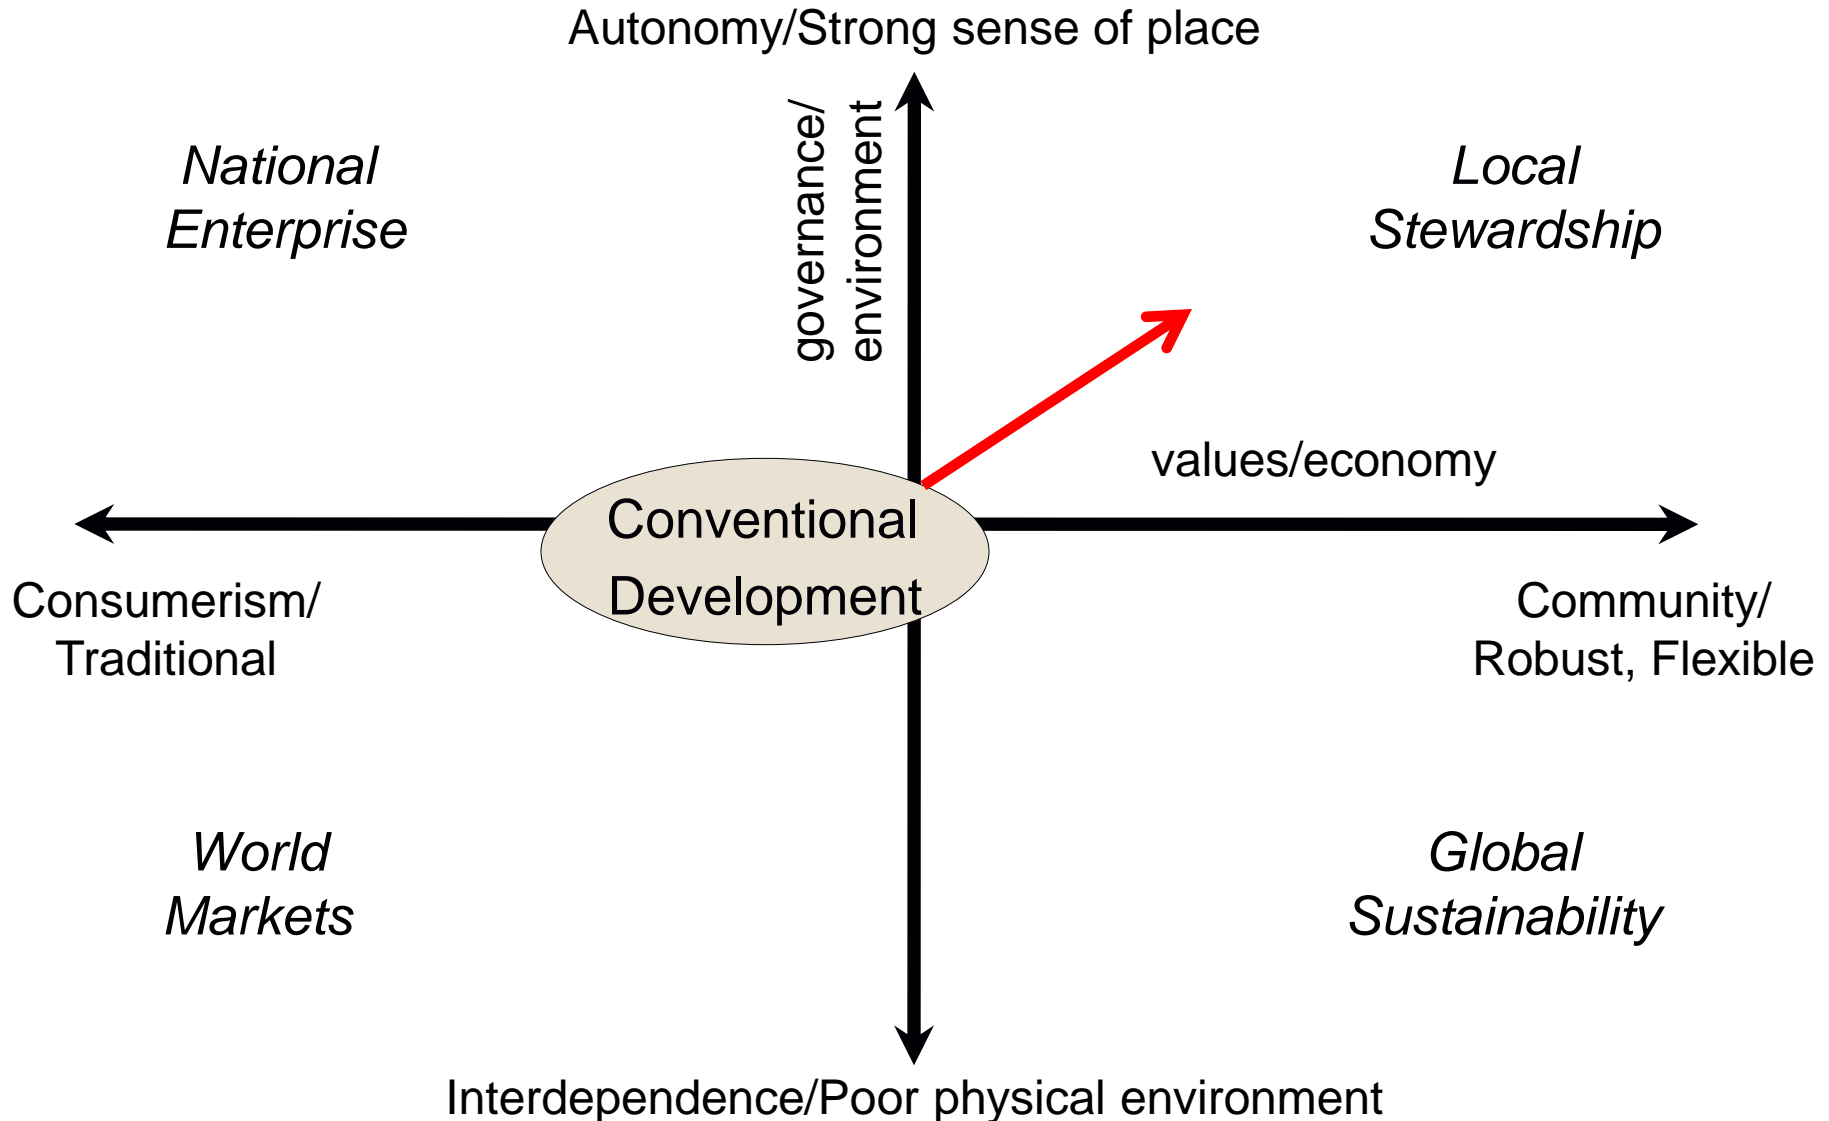 Autonomy/Strong sense of place
governance/
environment
National
Enterprise
Local
Stewardship
values/economy
Conventional
Development
Consumerism/
Traditional
Community/
Robust, Flexible
World
Markets
Global
Sustainability
Interdependence/Poor physical environment